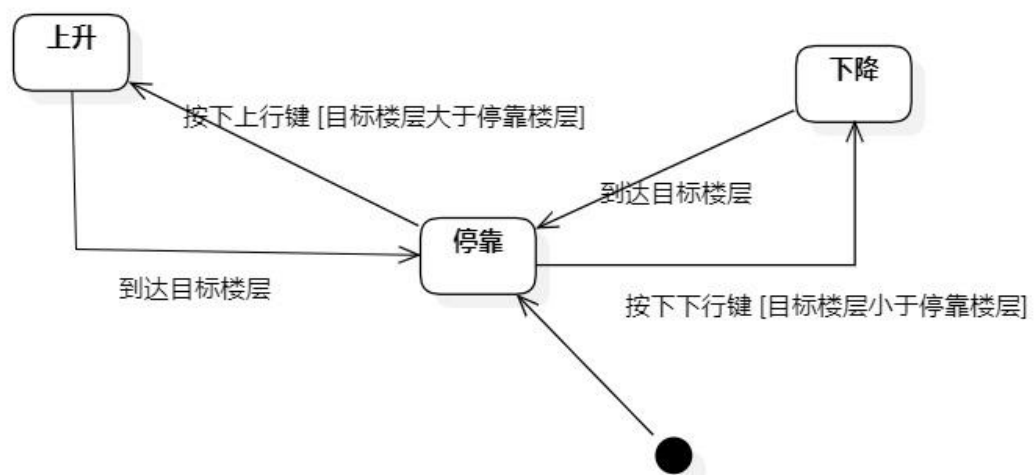 上升
下降
按下上行键 [目标楼层大于停靠楼层]
到达目标楼层
停靠
到达目标楼层
按下下行键 [目标楼层小于停靠楼层]